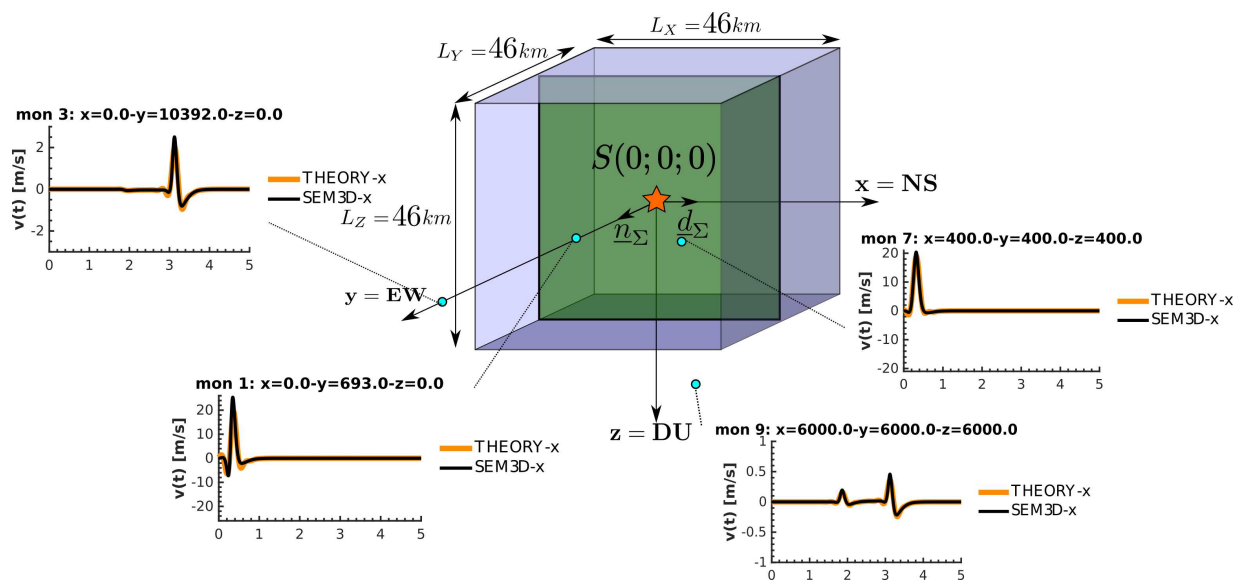 L_X = 46km
L_Y = 46km
mon 3: x=0.0-y=10392.0-z=0.0
v(t) [m/s]
2
0
-2
0 1 2 3 4 5
THEORY-x
SEM3D-x
L_Z = 46km
S(0; 0; 0)
x = NS
n_Σ
d_Σ
y = EW
z = DU
mon 7: x=400.0-y=400.0-z=400.0
v(t) [m/s]
20
10
0
-10
-20
0 1 2 3 4 5
THEORY-x
SEM3D-x
mon 1: x=0.0-y=693.0-z=0.0
v(t) [m/s]
20
10
0
-10
-20
0 1 2 3 4 5
THEORY-x
SEM3D-x
mon 9: x=6000.0-y=6000.0-z=6000.0
v(t) [m/s]
1
0.5
0
-0.5
-1
0 1 2 3 4 5
THEORY-x
SEM3D-x